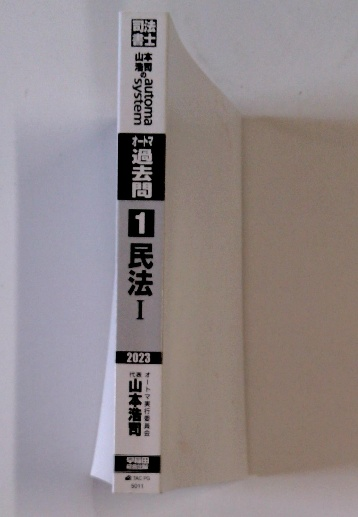 司法
書士
山本
浩司の
automa
system
オートマ
過去問
1
民法
I
2023
オートマ実行委員会
代表
山本浩司
早稲田
経営出版